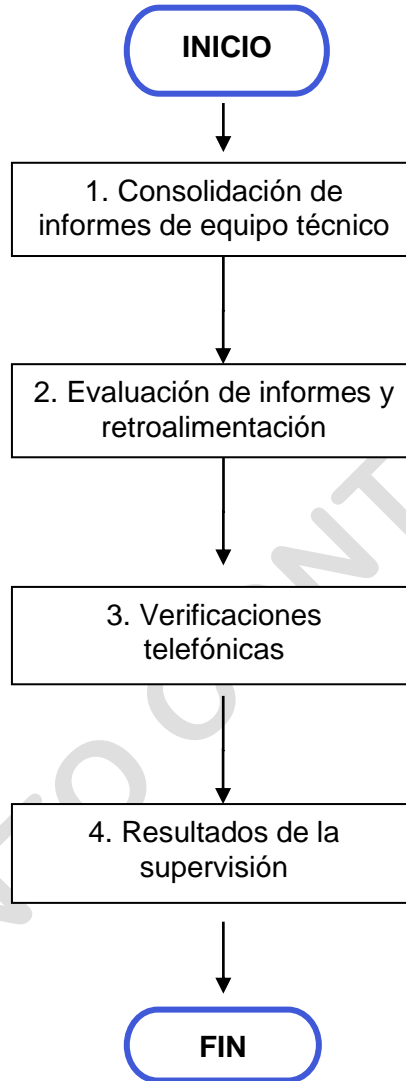 INICIO
1. Consolidación de
informes de equipo técnico
2. Evaluación de informes y
retroalimentación
3. Verificaciones
telefónicas
4. Resultados de la
supervisión
FIN